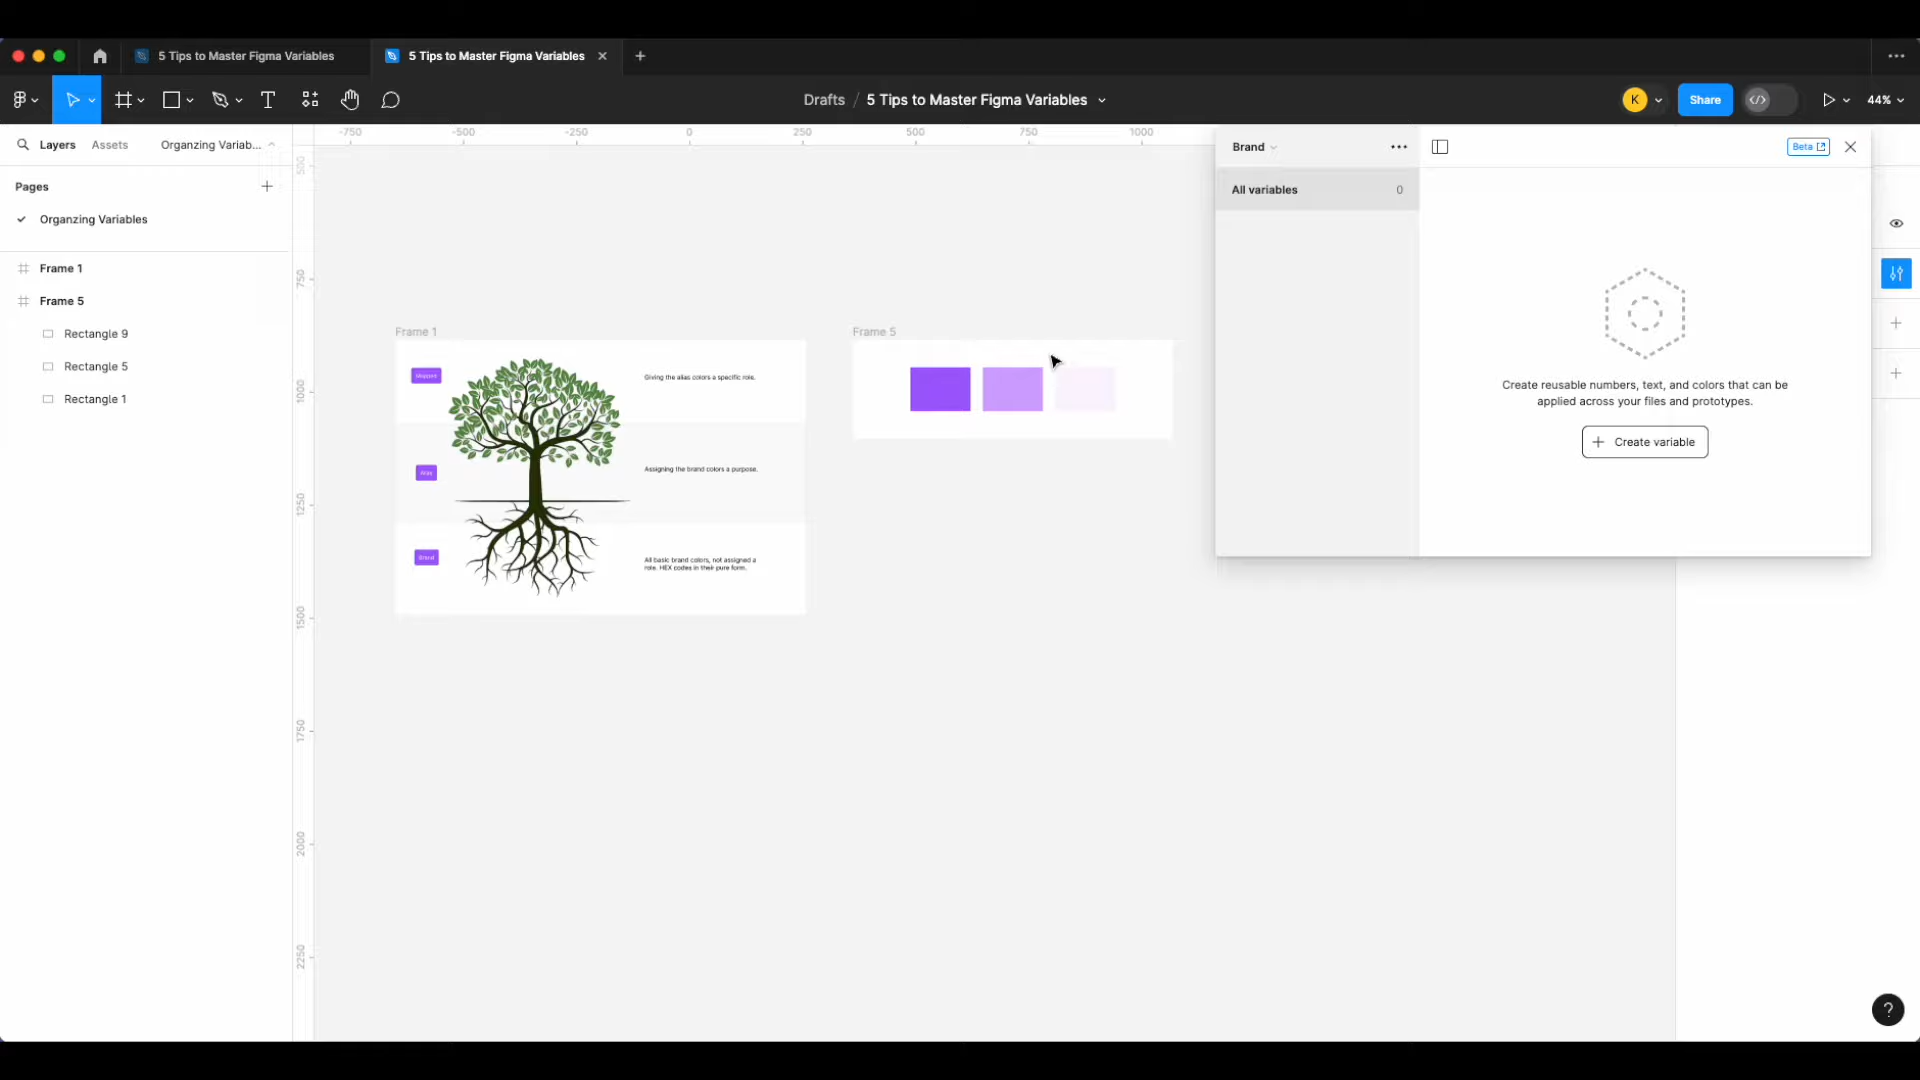 5 Tips to Master Figma Variables
5 Tips to Master Figma Variables
Drafts / 5 Tips to Master Figma Variables
K
Share
44%
Layers
Assets
Organzing Variab...
Pages
Organzing Variables
Frame 1
Frame 5
Rectangle 9
Rectangle 5
Rectangle 1
-750
-500
-250
0
250
500
750
1000
500
750
1000
1250
1500
1750
2000
2250
Frame 1
Mapped
Giving the alias colors a specific role.
Alias
Assigning the brand colors a purpose.
Brand
All basic brand colors, not assigned a
role. HEX codes in their pure form.
Frame 5
Brand
Beta
All variables
0
Create reusable numbers, text, and colors that can be
applied across your files and prototypes.
Create variable
?